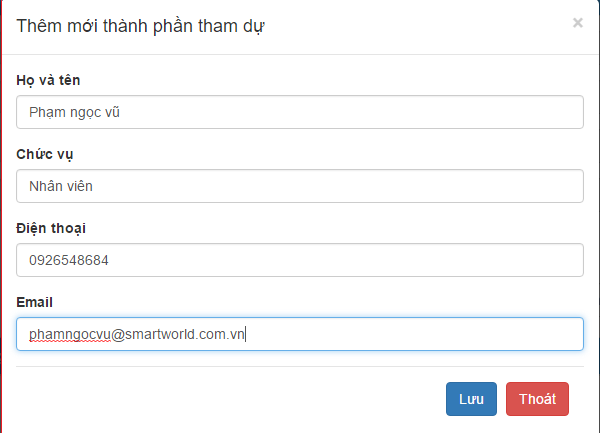 Thêm mới thành phần tham dự
×
Họ và tên
Phạm ngọc vũ
Chức vụ
Nhân viên
Điện thoại
0926548684
Email
phamngocvu@smartworld.com.vn
Lưu Thoát